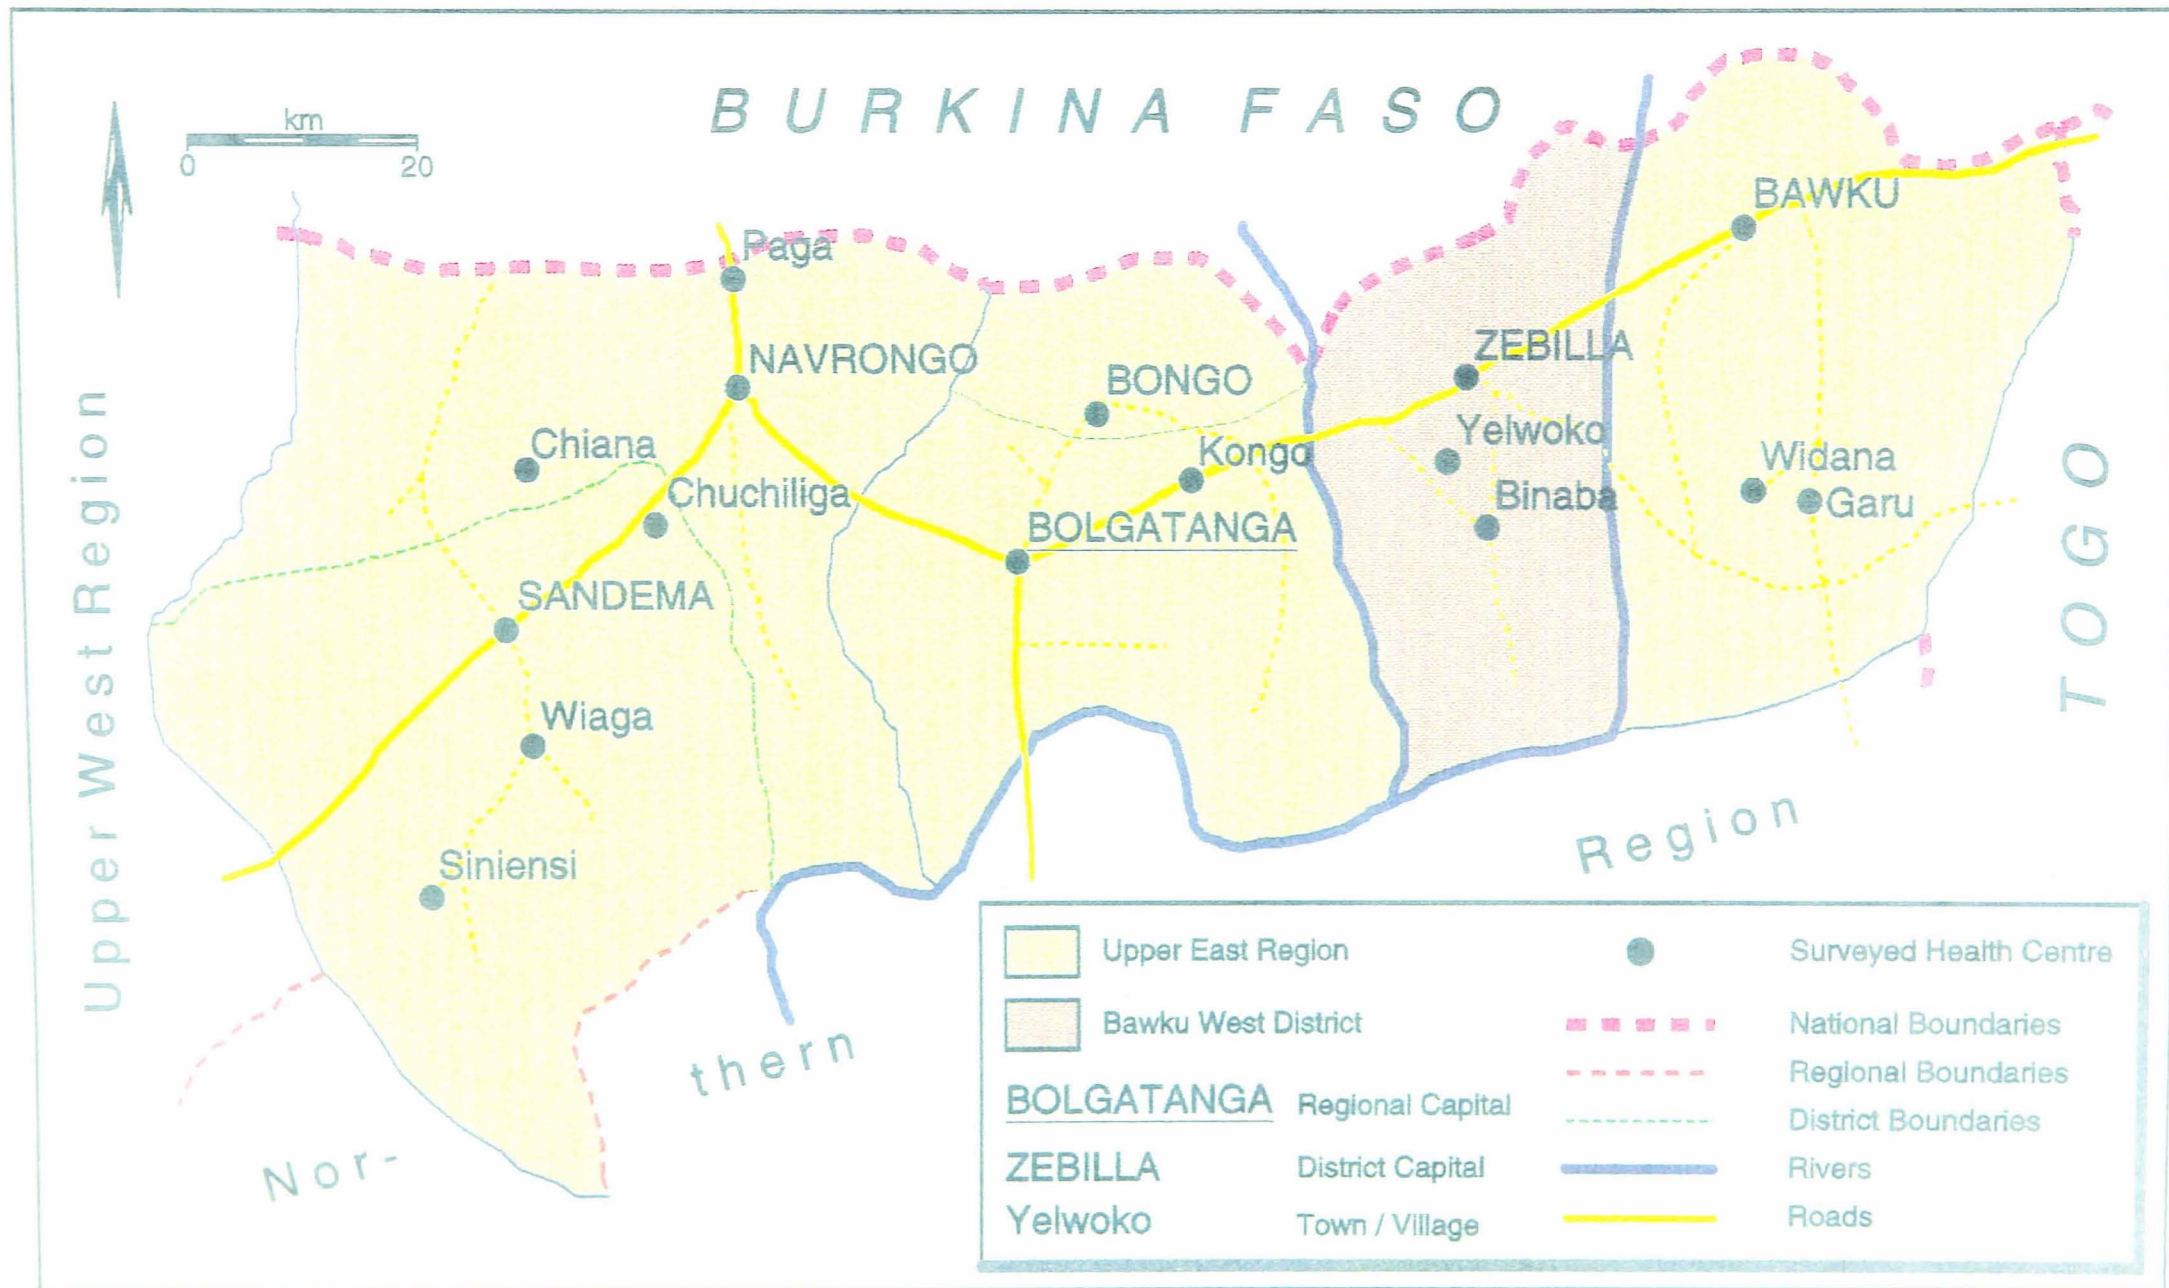 BURKINA FASO
km
0 20
BAWKU
Paga
NAVRONGO
ZEBILLA
BONGO
Yelwoko
Chiana
Kongo
Widana
Chuchiliga
Binaba
Garu
BOLGATANGA
SANDEMA
Wiaga
Siniensi
Upper West Region
TOGO
Nor-
thern
Region
Upper East Region
Bawku West District
BOLGATANGA Regional Capital
ZEBILLA District Capital
Yelwoko Town / Village
Surveyed Health Centre
National Boundaries
Regional Boundaries
District Boundaries
Rivers
Roads